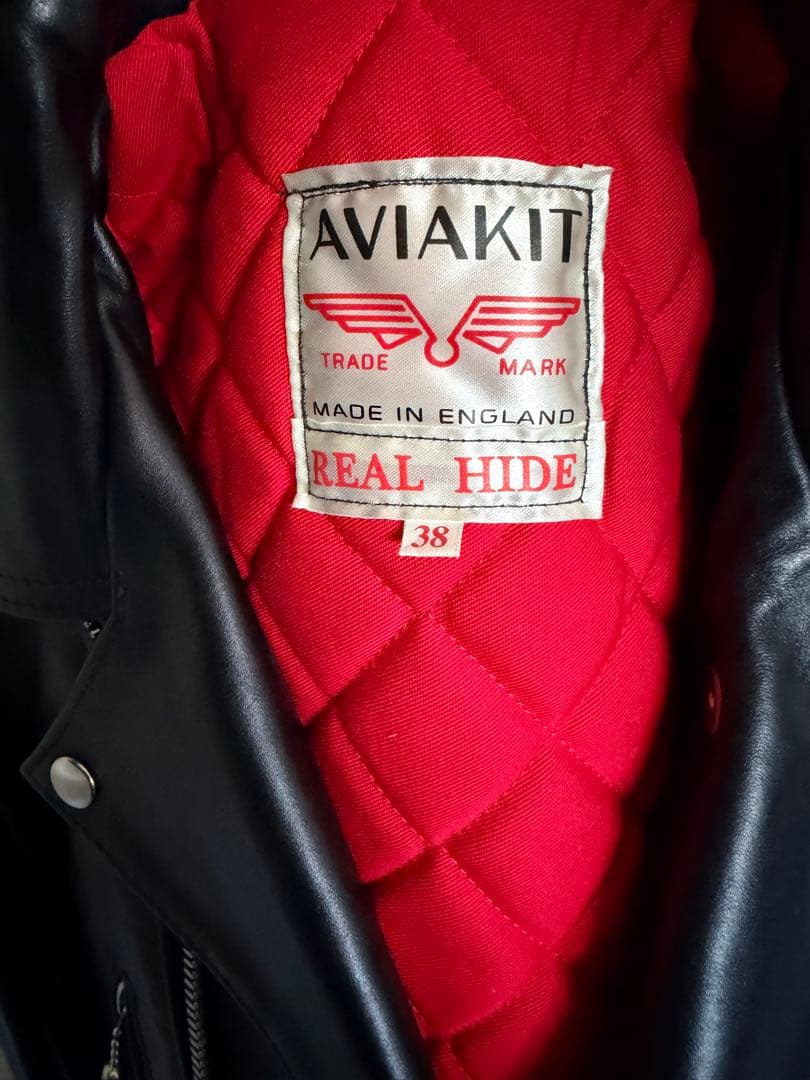 AVIAKIT
TRADE MARK
MADE IN ENGLAND
REAL HIDE
38